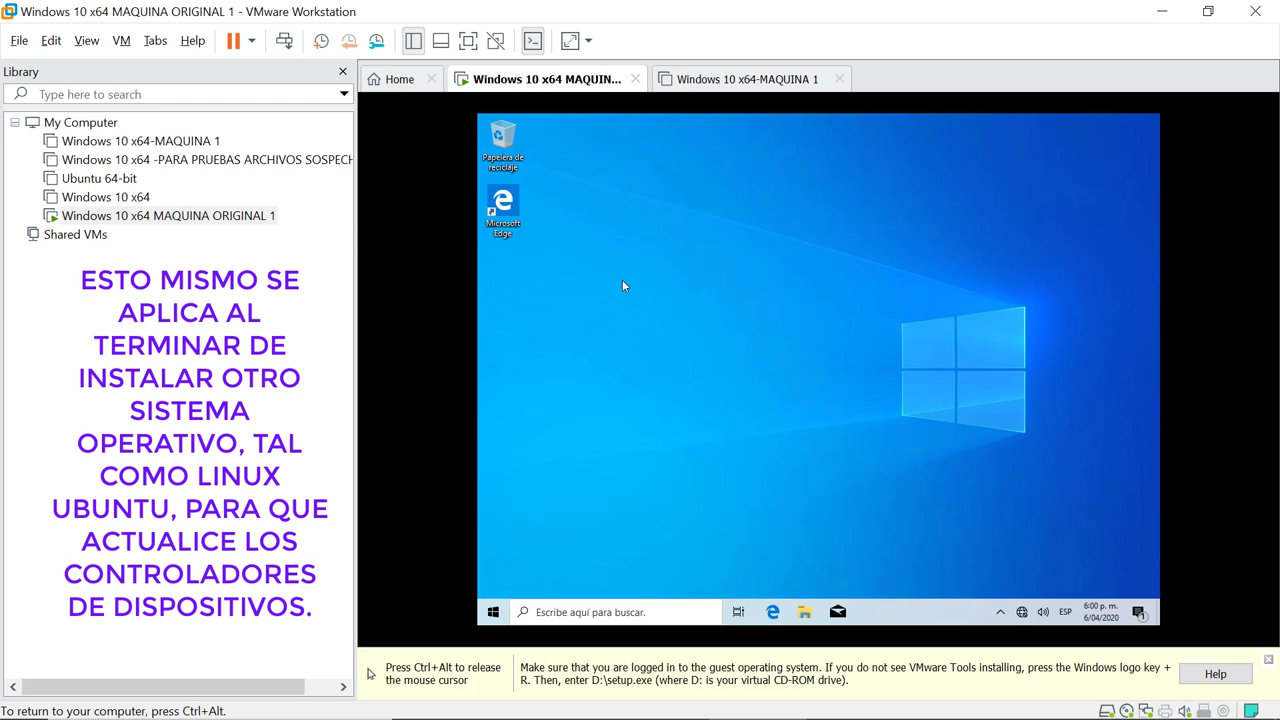 Windows 10 x64 MAQUINA ORIGINAL 1 - VMware Workstation
File Edit View VM Tabs Help
Library
Type here to search
My Computer
Windows 10 x64-MAQUINA 1
Windows 10 x64 -PARA PRUEBAS ARCHIVOS SOSPECH
Ubuntu 64-bit
Windows 10 x64
Windows 10 x64 MAQUINA ORIGINAL 1
Shared VMs
ESTO MISMO SE
APLICA AL
TERMINAR DE
INSTALAR OTRO
SISTEMA
OPERATIVO, TAL
COMO LINUX
UBUNTU, PARA QUE
ACTUALICE LOS
CONTROLADORES
DE DISPOSITIVOS.
Home
Windows 10 x64 MAQUIN...
Windows 10 x64-MAQUINA 1
Papelera de
reciclaje
Microsoft
Edge
Escribe aquí para buscar.
ESP
6:00 p. m.
6/04/2020
1
Press Ctrl+Alt to release
the mouse cursor
Make sure that you are logged in to the guest operating system. If you do not see VMware Tools installing, press the Windows logo key +
R. Then, enter D:\setup.exe (where D: is your virtual CD-ROM drive).
Help
To return to your computer, press Ctrl+Alt.